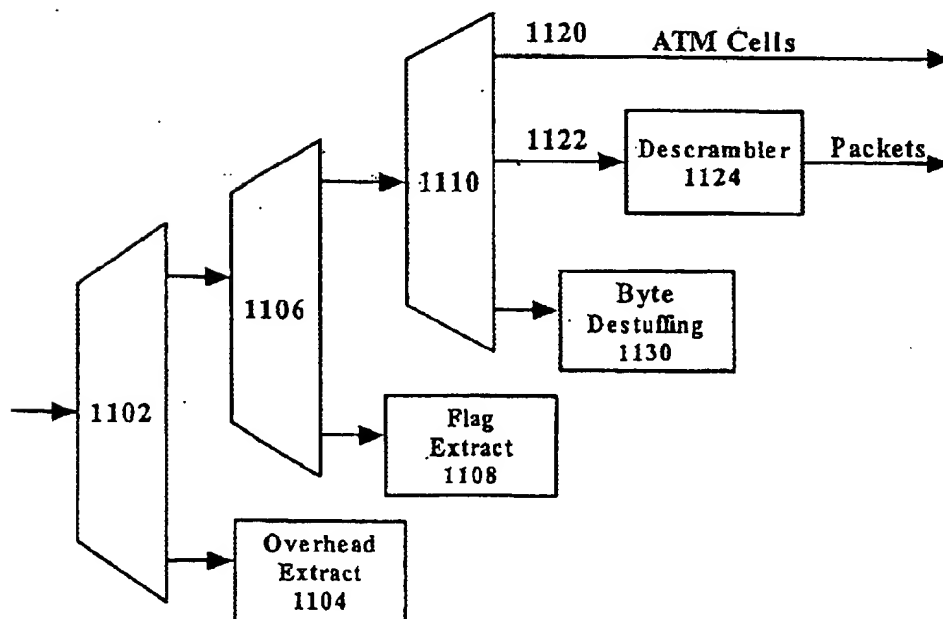 1120 ATM Cells
1122
Descrambler
1124
Packets
1110
1106
Byte
Destuffing
1130
1102
Flag
Extract
1108
Overhead
Extract
1104